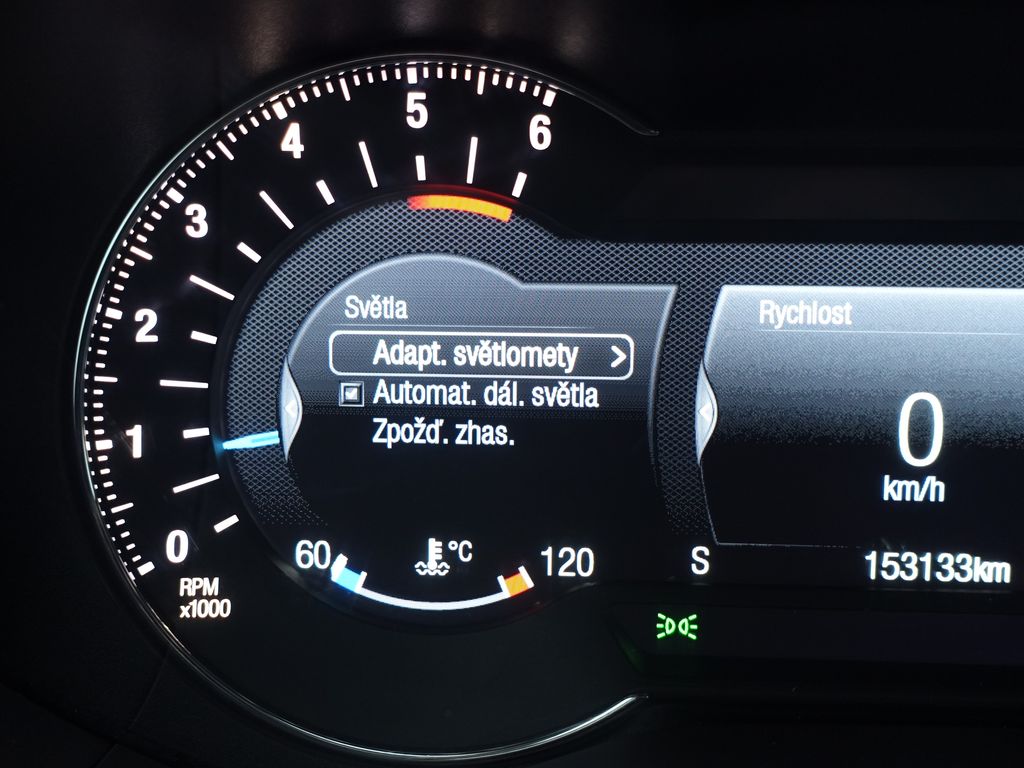 6
5
4
3
2
1
0
RPM
x1000
Světla
Adapt. světlomety >
Automat. dál. světla
Zpožď. zhas.
60 °C 120
Rychlost
0
km/h
S 153133km